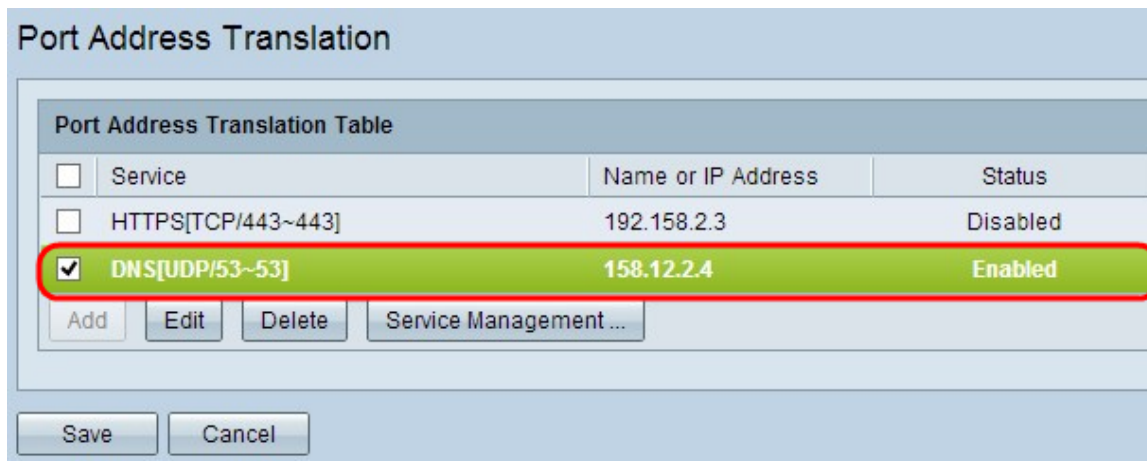 Port Address Translation
Port Address Translation Table
Service Name or IP Address Status
HTTPS[TCP/443~443] 192.158.2.3 Disabled
DNS[UDP/53~53] 158.12.2.4 Enabled
Add Edit Delete Service Management ...
Save Cancel